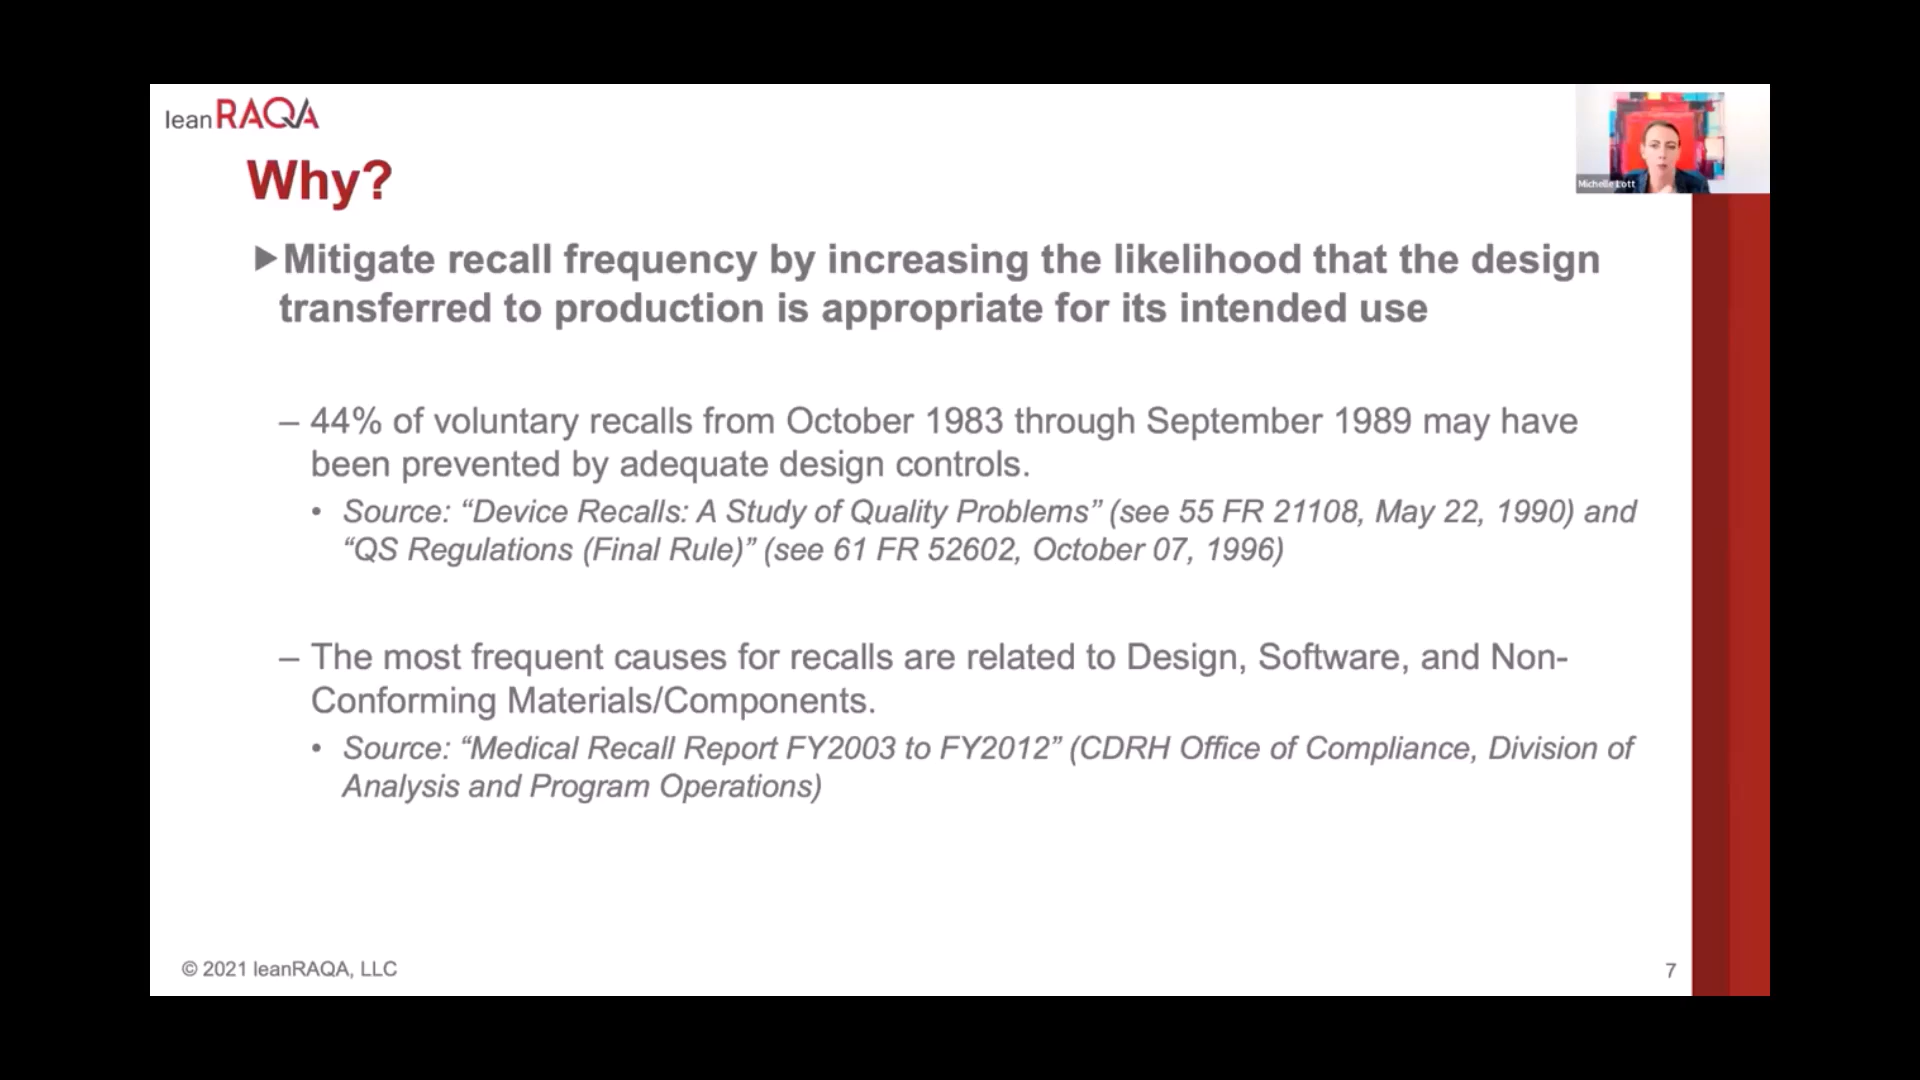 lean RAQA
Why?
Michelle Lott
Mitigate recall frequency by increasing the likelihood that the design
transferred to production is appropriate for its intended use
– 44% of voluntary recalls from October 1983 through September 1989 may have
been prevented by adequate design controls.
• Source: “Device Recalls: A Study of Quality Problems” (see 55 FR 21108, May 22, 1990) and
“QS Regulations (Final Rule)” (see 61 FR 52602, October 07, 1996)
– The most frequent causes for recalls are related to Design, Software, and Non-
Conforming Materials/Components.
• Source: “Medical Recall Report FY2003 to FY2012” (CDRH Office of Compliance, Division of
Analysis and Program Operations)
© 2021 leanRAQA, LLC
7